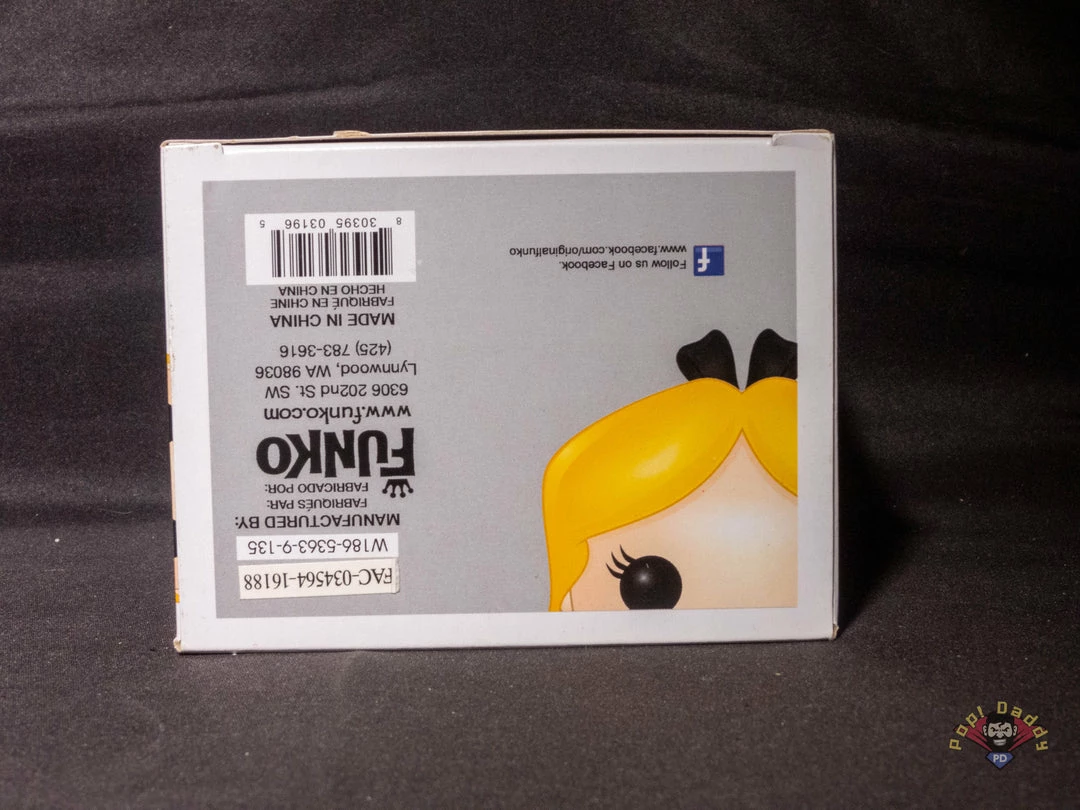 FAC-034564-16188
W186-5363-9-135
MANUFACTURED BY:
FABRIQUÉS PAR:
FABRICADO POR:
FUNKO
www.funko.com
6306 202nd St. SW
Lynnwood, WA 98036
(425) 783-3616
MADE IN CHINA
FABRIQUÉ EN CHINE
HECHO EN CHINA
8 30395 03196 5
f
Follow us on Facebook.
www.facebook.com/originalfunko
pop! Daddy
PD